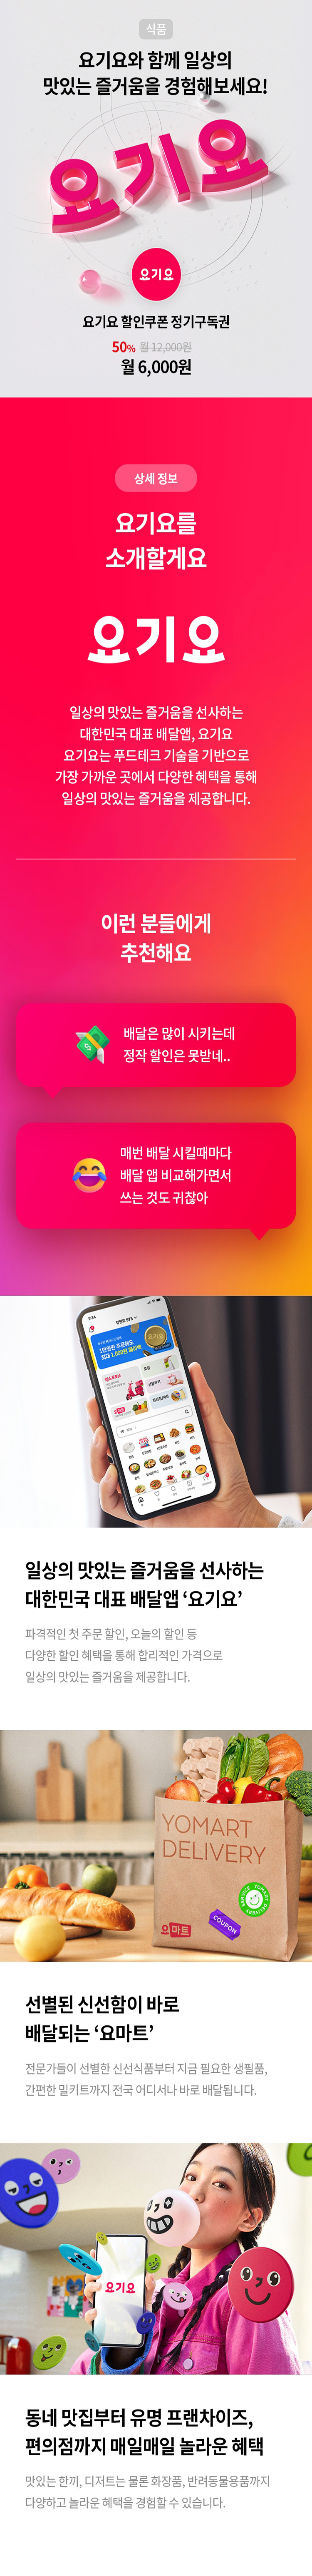 식품
요기요와 함께 일상의
맛있는 즐거움을 경험해보세요!
요기요
요기요
요기요 할인쿠폰 정기구독권
50% 월 12,000원
월 6,000원
상세 정보
요기요를
소개할게요
요기요
일상의 맛있는 즐거움을 선사하는
대한민국 대표 배달앱, 요기요
요기요는 푸드테크 기술을 기반으로
가장 가까운 곳에서 다양한 혜택을 통해
일상의 맛있는 즐거움을 제공합니다.
이런 분들에게
추천해요
배달은 많이 시키는데
정작 할인은 못받네..
매번 배달 시킬때마다
배달 앱 비교해가면서
쓰는 것도 귀찮아
일상의 맛있는 즐거움을 선사하는
대한민국 대표 배달앱 ‘요기요’
파격적인 첫 주문 할인, 오늘의 할인 등
다양한 할인 혜택을 통해 합리적인 가격으로
일상의 맛있는 즐거움을 제공합니다.
YOMART
DELIVERY
COUPON
요마트
선별된 신선함이 바로
배달되는 ‘요마트’
전문가들이 선별한 신선식품부터 지금 필요한 생필품,
간편한 밀키트까지 전국 어디서나 바로 배달됩니다.
요기요
동네 맛집부터 유명 프랜차이즈,
편의점까지 매일매일 놀라운 혜택
맛있는 한끼, 디저트는 물론 화장품, 반려동물용품까지
다양하고 놀라운 혜택을 경험할 수 있습니다.